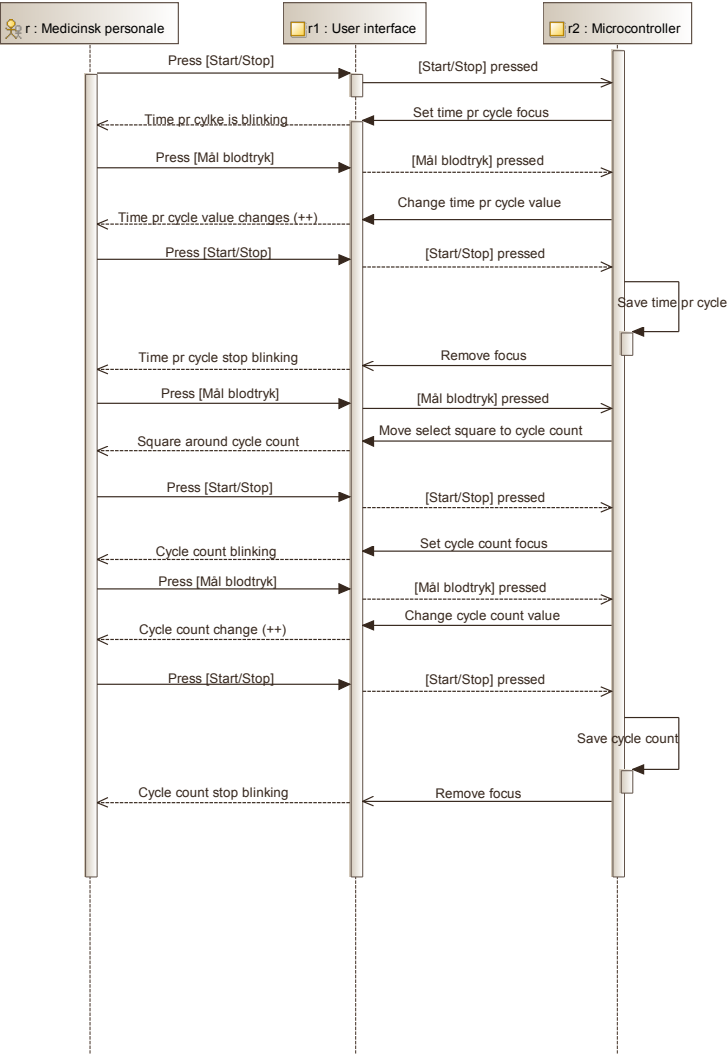 r : Medicinsk personale
r1 : User interface
r2 : Microcontroller
Press [Start/Stop]
[Start/Stop] pressed
Set time pr cycle focus
Time pr cylke is blinking
Press [Mål blodtryk]
[Mål blodtryk] pressed
Change time pr cycle value
Time pr cycle value changes (++)
Press [Start/Stop]
[Start/Stop] pressed
Save time pr cycle
Remove focus
Time pr cycle stop blinking
Press [Mål blodtryk]
[Mål blodtryk] pressed
Move select square to cycle count
Square around cycle count
Press [Start/Stop]
[Start/Stop] pressed
Set cycle count focus
Cycle count blinking
Press [Mål blodtryk]
[Mål blodtryk] pressed
Change cycle count value
Cycle count change (++)
Press [Start/Stop]
[Start/Stop] pressed
Save cycle count
Remove focus
Cycle count stop blinking